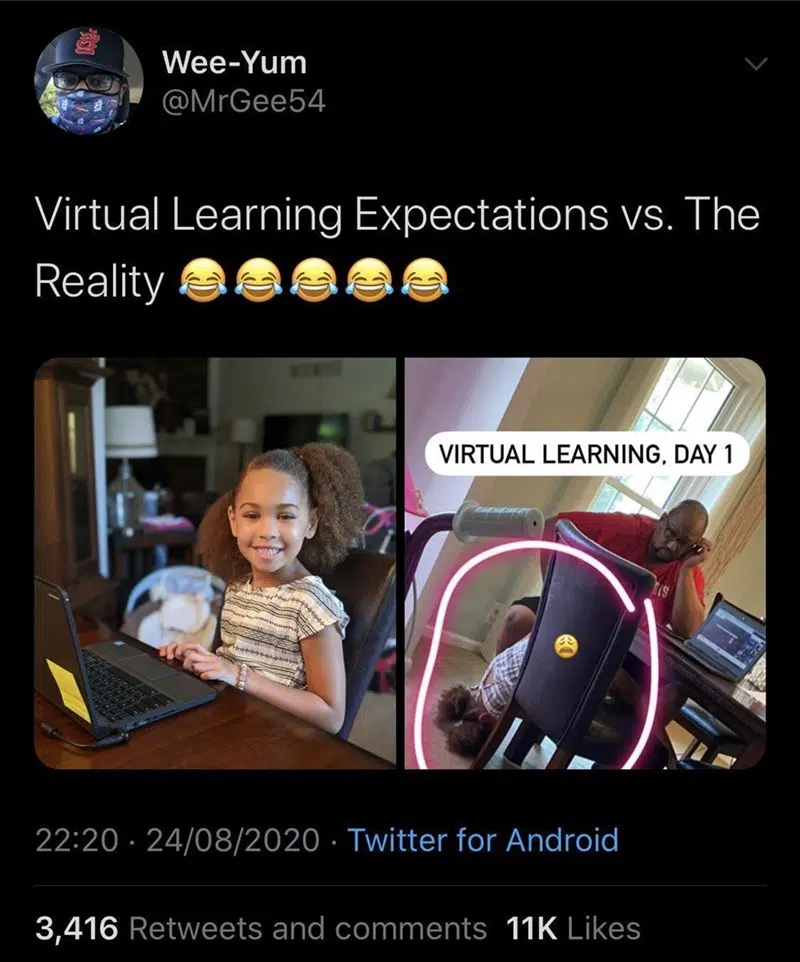 Wee-Yum
@MrGee54
Virtual Learning Expectations vs. The
Reality 😂😂😂😂😂
VIRTUAL LEARNING, DAY 1
22:20 · 24/08/2020 · Twitter for Android
3,416 Retweets and comments 11K Likes